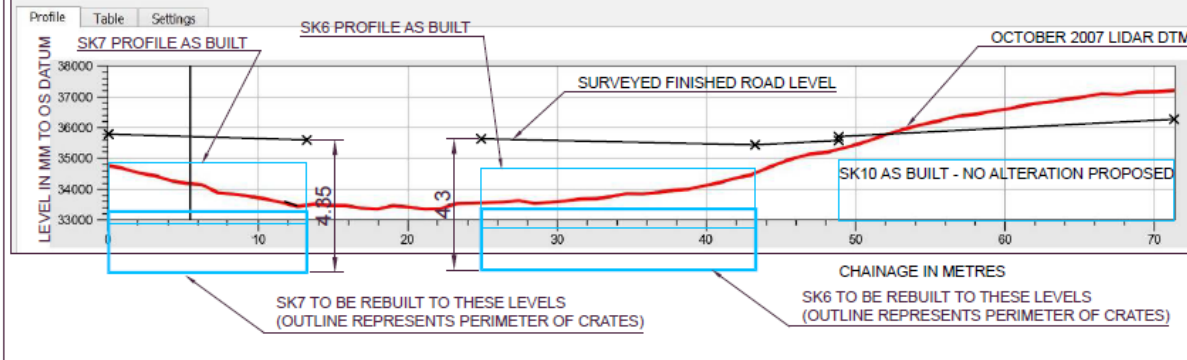 Profile Table Settings
SK6 PROFILE AS BUILT
SK7 PROFILE AS BUILT
OCTOBER 2007 LIDAR DTM
LEVEL IN MM TO OS DATUM
38000
SURVEYED FINISHED ROAD LEVEL
37000
36000
35000
SK10 AS BUILT - NO ALTERATION PROPOSED
34000
4.35
4.3
33000
0 10 20 30 40 50 60 70
CHAINAGE IN METRES
SK7 TO BE REBUILT TO THESE LEVELS
(OUTLINE REPRESENTS PERIMETER OF CRATES)
SK6 TO BE REBUILT TO THESE LEVELS
(OUTLINE REPRESENTS PERIMETER OF CRATES)